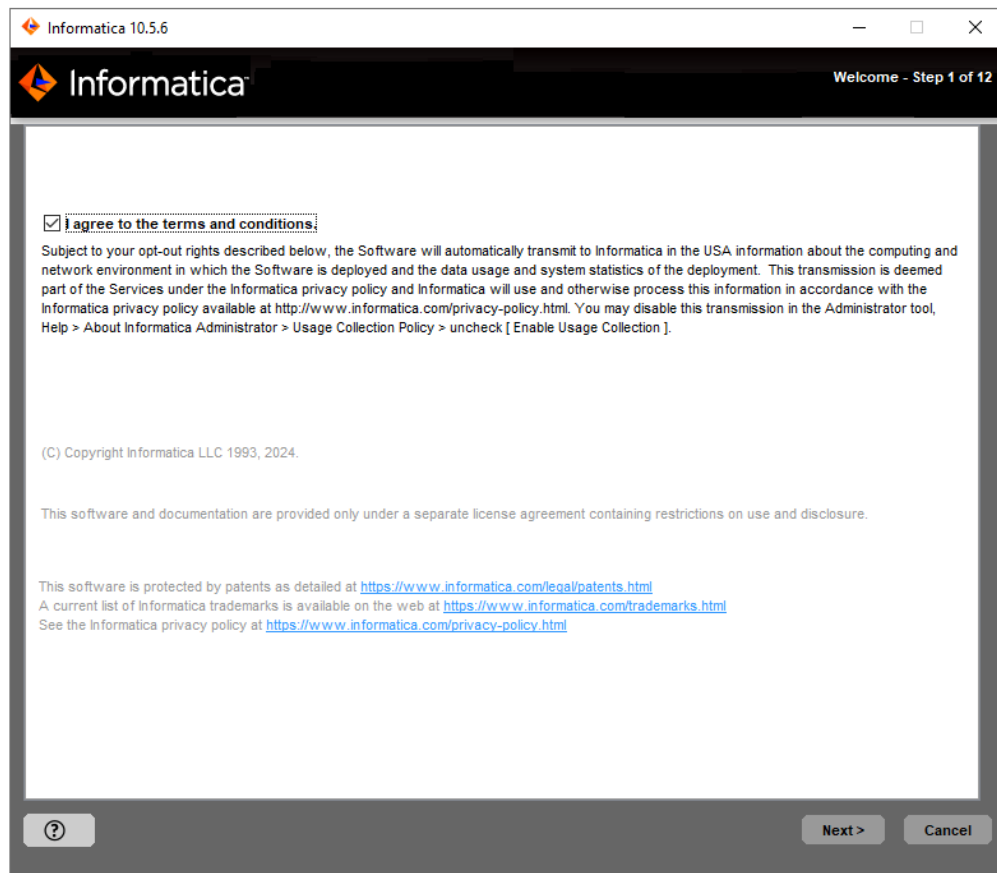 Informatica 10.5.6
Informatica
Welcome - Step 1 of 12
I agree to the terms and conditions.
Subject to your opt-out rights described below, the Software will automatically transmit to Informatica in the USA information about the computing and
network environment in which the Software is deployed and the data usage and system statistics of the deployment. This transmission is deemed
part of the Services under the Informatica privacy policy and Informatica will use and otherwise process this information in accordance with the
Informatica privacy policy available at http://www.informatica.com/privacy-policy.html. You may disable this transmission in the Administrator tool,
Help > About Informatica Administrator > Usage Collection Policy > uncheck [ Enable Usage Collection ].
(C) Copyright Informatica LLC 1993, 2024.
This software and documentation are provided only under a separate license agreement containing restrictions on use and disclosure.
This software is protected by patents as detailed at https://www.informatica.com/legal/patents.html
A current list of Informatica trademarks is available on the web at https://www.informatica.com/trademarks.html
See the Informatica privacy policy at https://www.informatica.com/privacy-policy.html
?
Next >
Cancel